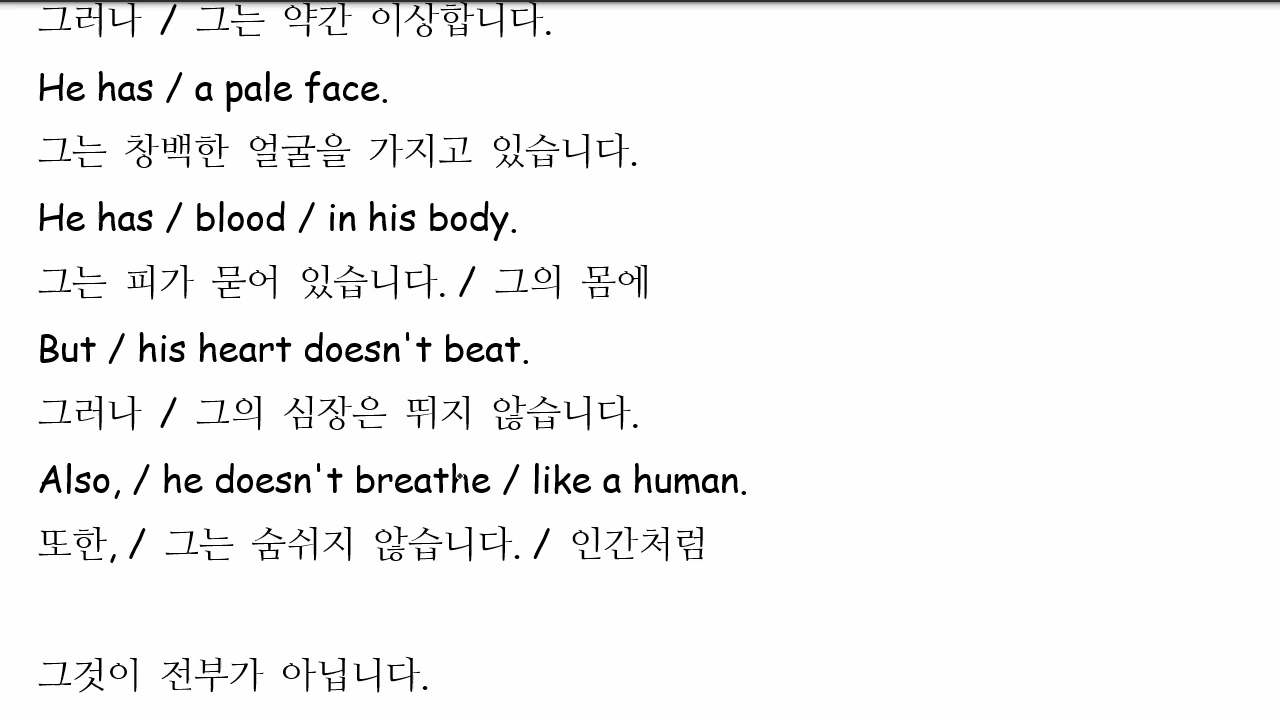 그러나 / 그는 약간 이상합니다.
He has / a pale face.
그는 창백한 얼굴을 가지고 있습니다.
He has / blood / in his body.
그는 피가 묻어 있습니다. / 그의 몸에
But / his heart doesn't beat.
그러나 / 그의 심장은 뛰지 않습니다.
Also, / he doesn't breathe / like a human.
또한, / 그는 숨쉬지 않습니다. / 인간처럼
그것이 전부가 아닙니다.